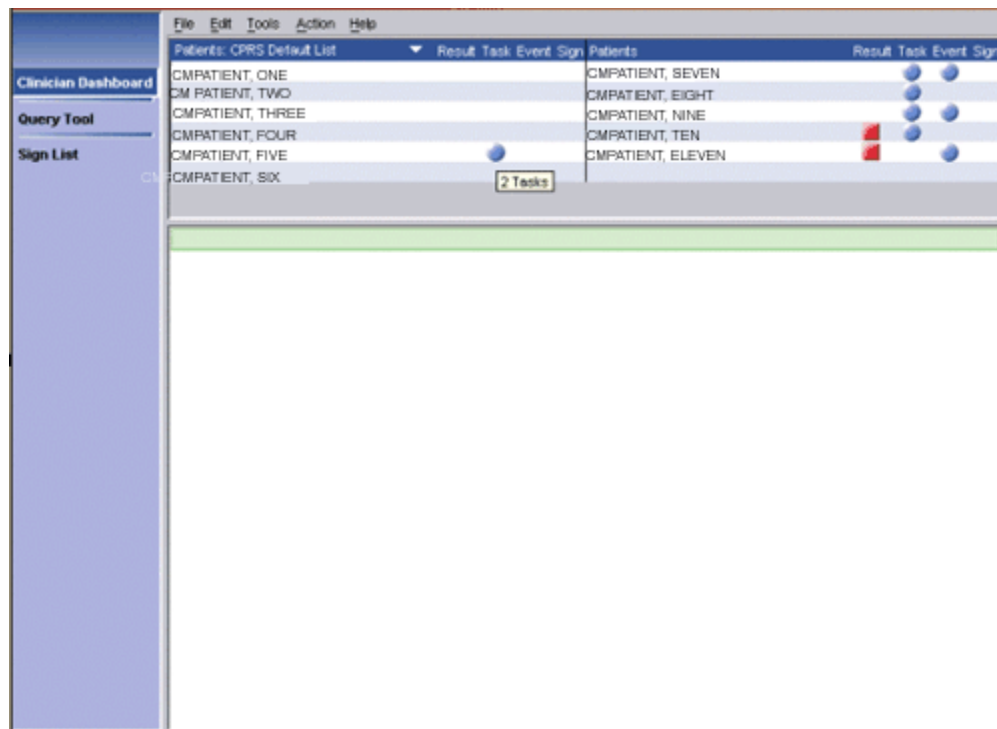 File Edit Tools Action Help
Patients: CPRS Default List Result Task Event Sign Patients Result Task Event Sign
Clinician Dashboard
Query Tool
Sign List
CMPATIENT, ONE
CM PATIENT, TWO
CMPATIENT, THREE
CMPATIENT, FOUR
CMPATIENT, FIVE
CMPATIENT, SIX
2 Tasks
CMPATIENT, SEVEN
CMPATIENT, EIGHT
CMPATIENT, NINE
CMPATIENT, TEN
CMPATIENT, ELEVEN